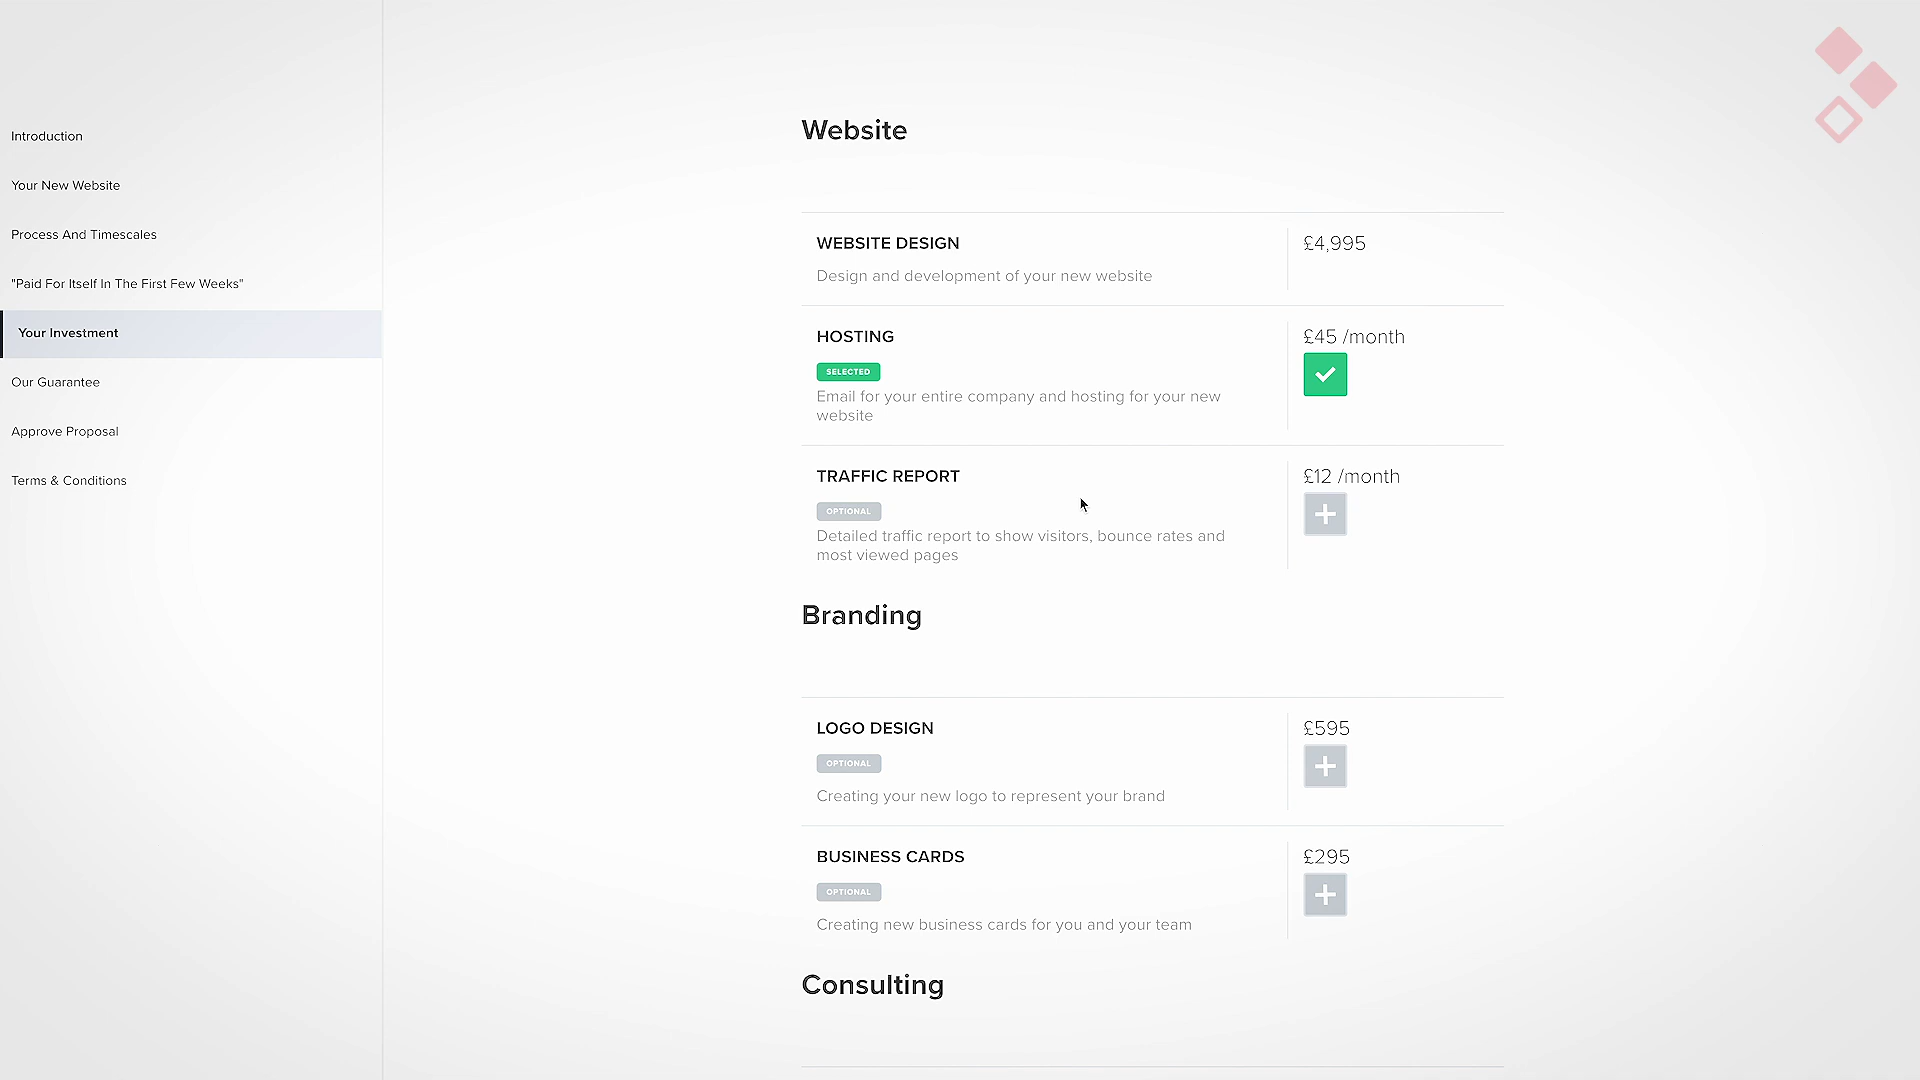 Introduction
Your New Website
Process And Timescales
"Paid For Itself In The First Few Weeks"
Your Investment
Our Guarantee
Approve Proposal
Terms & Conditions
Website
WEBSITE DESIGN
£4,995
Design and development of your new website
HOSTING
£45 /month
SELECTED
Email for your entire company and hosting for your new
website
TRAFFIC REPORT
£12 /month
OPTIONAL
Detailed traffic report to show visitors, bounce rates and
most viewed pages
Branding
LOGO DESIGN
£595
OPTIONAL
Creating your new logo to represent your brand
BUSINESS CARDS
£295
OPTIONAL
Creating new business cards for you and your team
Consulting